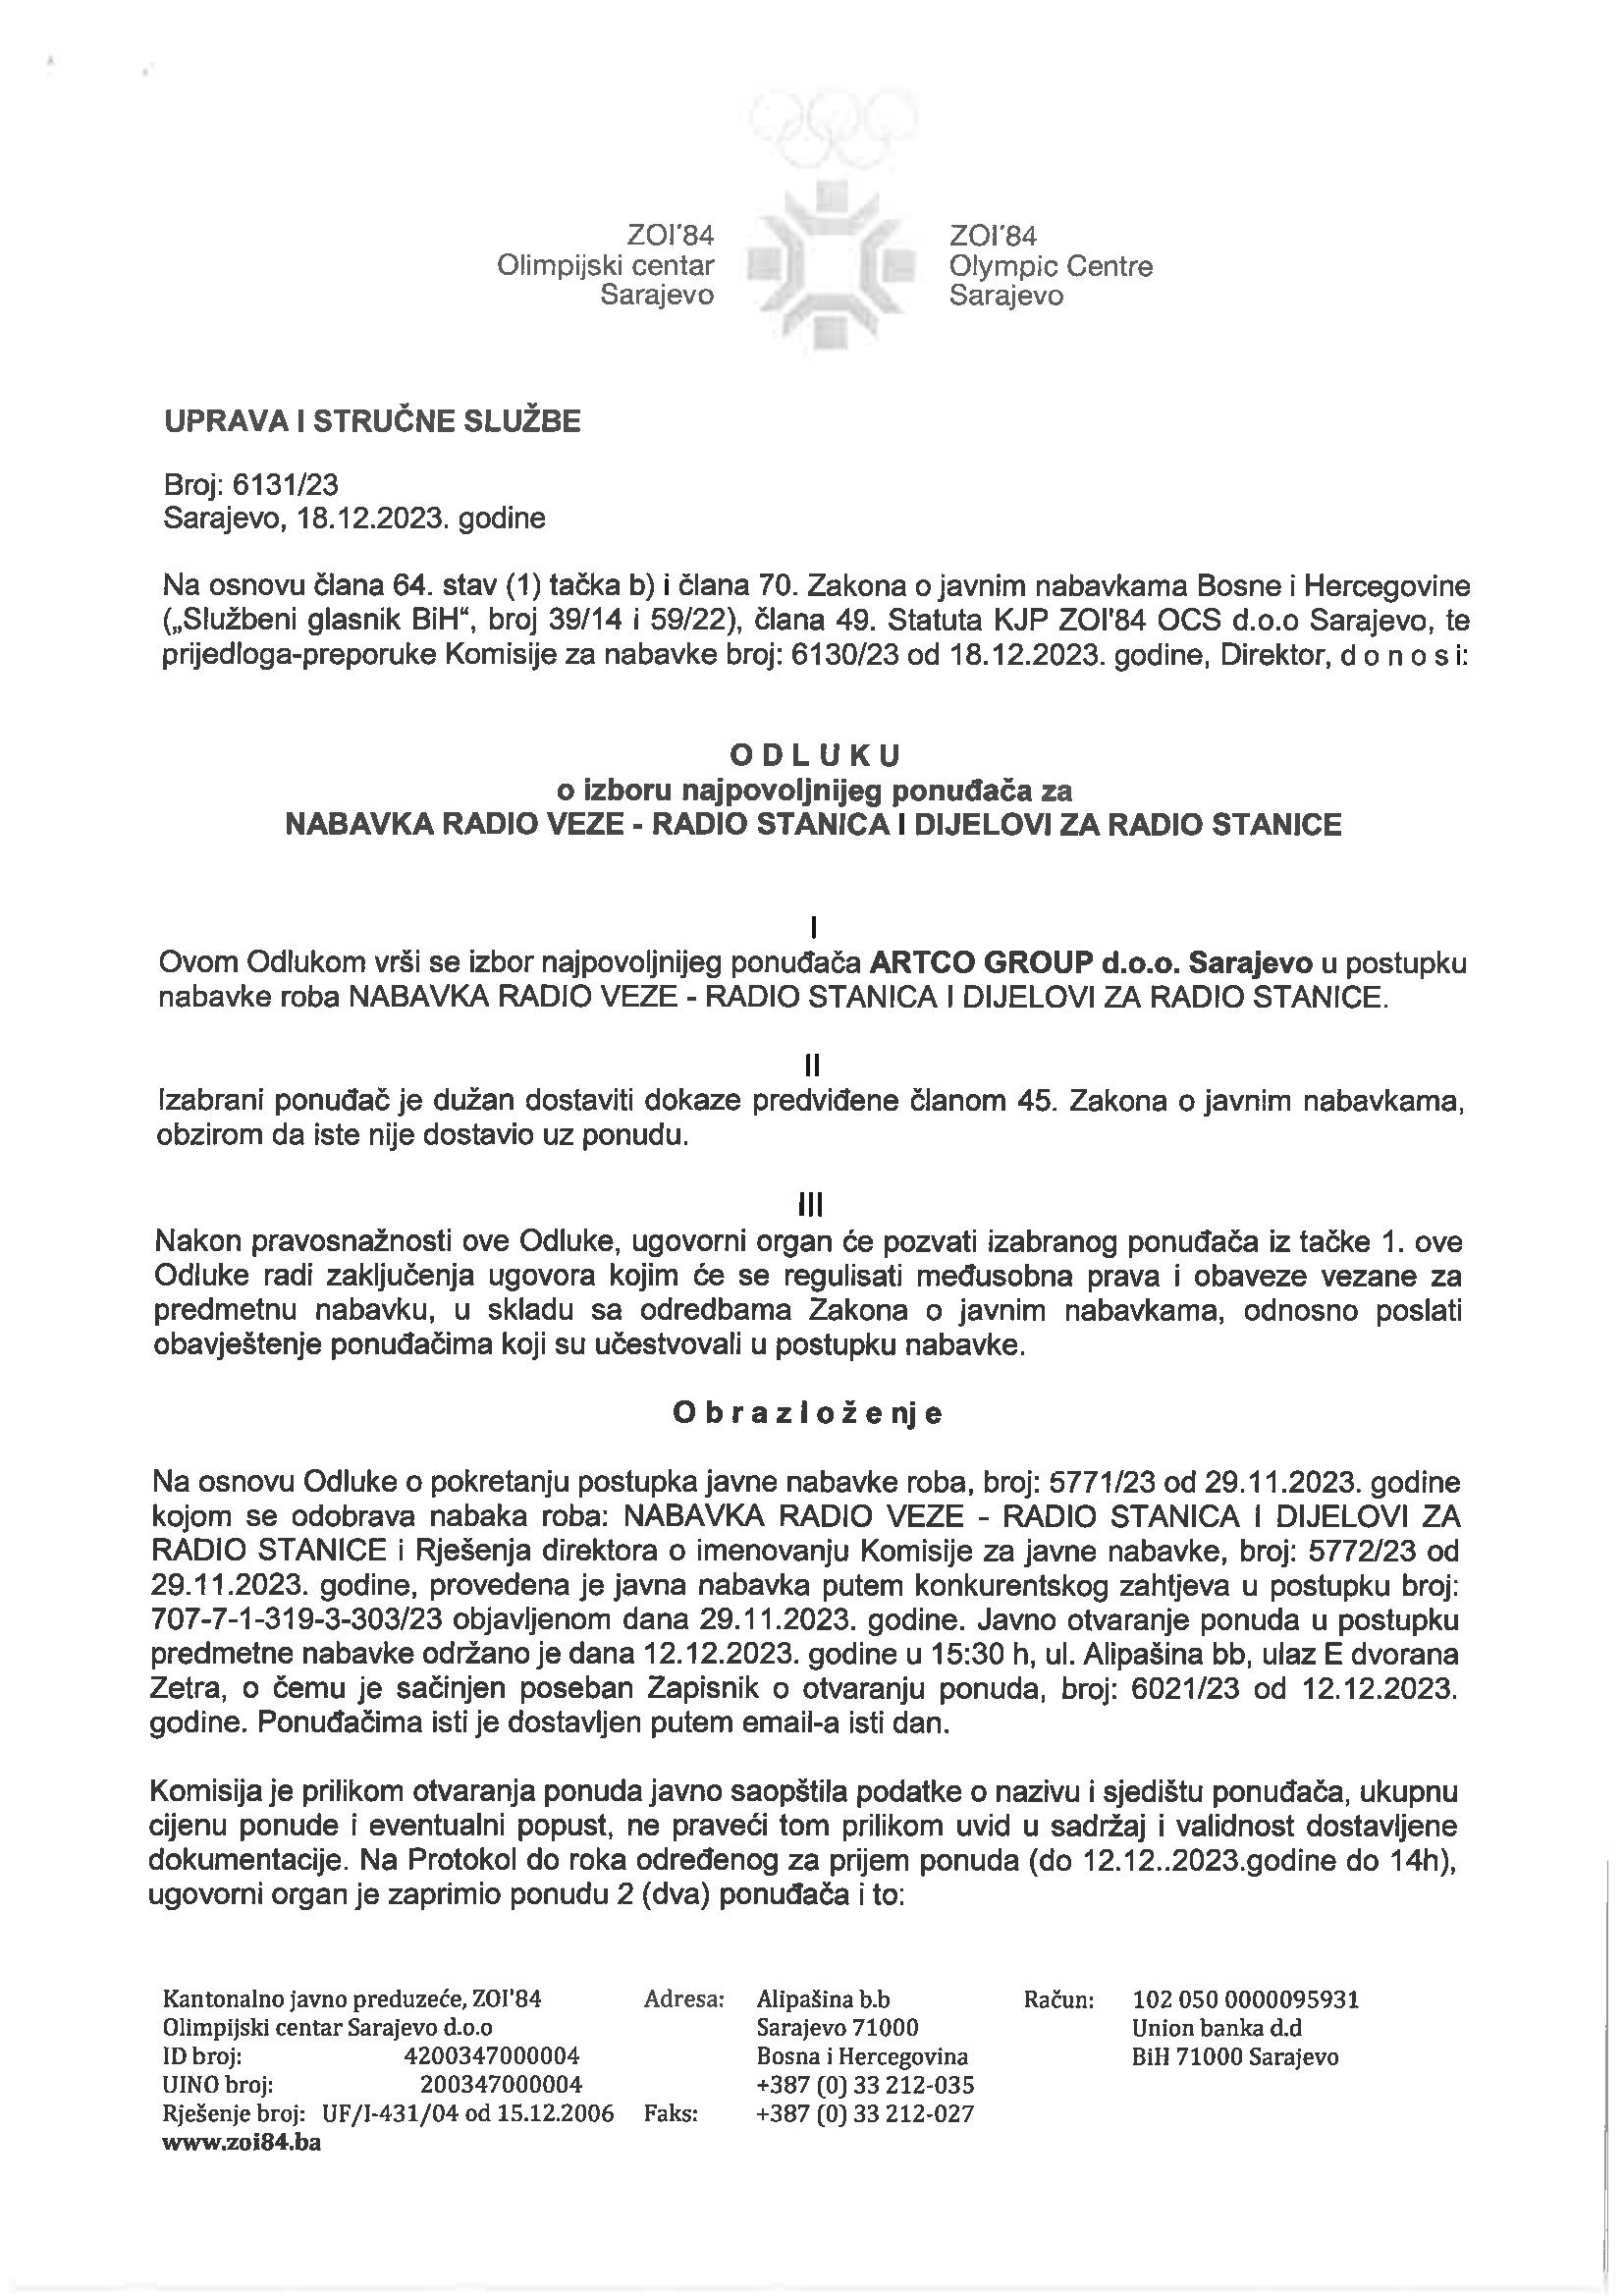 ZOI'84
Olimpijski centar
Sarajevo
ZOI'84
Olympic Centre
Sarajevo
UPRAVA I STRUČNE SLUŽBE
Broj: 6131/23
Sarajevo, 18.12.2023. godine
Na osnovu člana 64. stav (1) tačka b) i člana 70. Zakona o javnim nabavkama Bosne i Hercegovine
(„Službeni glasnik BiH“, broj 39/14 i 59/22), člana 49. Statuta KJP ZOI'84 OCS d.o.o Sarajevo, te
prijedloga-preporuke Komisije za nabavke broj: 6130/23 od 18.12.2023. godine, Direktor, d o n o s i:
O D L U K U
o izboru najpovoljnijeg ponuđača za
NABAVKA RADIO VEZE - RADIO STANICA I DIJELOVI ZA RADIO STANICE
I
Ovom Odlukom vrši se izbor najpovoljnijeg ponuđača ARTCO GROUP d.o.o. Sarajevo u postupku
nabavke roba NABAVKA RADIO VEZE - RADIO STANICA I DIJELOVI ZA RADIO STANICE.
II
Izabrani ponuđač je dužan dostaviti dokaze predviđene članom 45. Zakona o javnim nabavkama,
obzirom da iste nije dostavio uz ponudu.
III
Nakon pravosnažnosti ove Odluke, ugovorni organ će pozvati izabranog ponuđača iz tačke 1. ove
Odluke radi zaključenja ugovora kojim će se regulisati međusobna prava i obaveze vezane za
predmetnu nabavku, u skladu sa odredbama Zakona o javnim nabavkama, odnosno poslati
obavještenje ponuđačima koji su učestvovali u postupku nabavke.
O b r a z l o ž e nj e
Na osnovu Odluke o pokretanju postupka javne nabavke roba, broj: 5771/23 od 29.11.2023. godine
kojom se odobrava nabaka roba: NABAVKA RADIO VEZE - RADIO STANICA I DIJELOVI ZA
RADIO STANICE i Rješenja direktora o imenovanju Komisije za javne nabavke, broj: 5772/23 od
29.11.2023. godine, provedena je javna nabavka putem konkurentskog zahtjeva u postupku broj:
707-7-1-319-3-303/23 objavljenom dana 29.11.2023. godine. Javno otvaranje ponuda u postupku
predmetne nabavke održano je dana 12.12.2023. godine u 15:30 h, ul. Alipašina bb, ulaz E dvorana
Zetra, o čemu je sačinjen poseban Zapisnik o otvaranju ponuda, broj: 6021/23 od 12.12.2023.
godine. Ponuđačima isti je dostavljen putem email-a isti dan.
Komisija je prilikom otvaranja ponuda javno saopštila podatke o nazivu i sjedištu ponuđača, ukupnu
cijenu ponude i eventualni popust, ne praveći tom prilikom uvid u sadržaj i validnost dostavljene
dokumentacije. Na Protokol do roka određenog za prijem ponuda (do 12.12..2023.godine do 14h),
ugovorni organ je zaprimio ponudu 2 (dva) ponuđača i to:
Kantonalno javno preduzeće, ZOI'84 Adresa: Alipašina b.b Račun: 102 050 0000095931
Olimpijski centar Sarajevo d.o.o Sarajevo 71000 Union banka d.d
ID broj: 4200347000004 Bosna i Hercegovina BiH 71000 Sarajevo
UINO broj: 200347000004 +387 (0) 33 212-035
Rješenje broj: UF/I-431/04 od 15.12.2006 Faks: +387 (0) 33 212-027
www.zoi84.ba